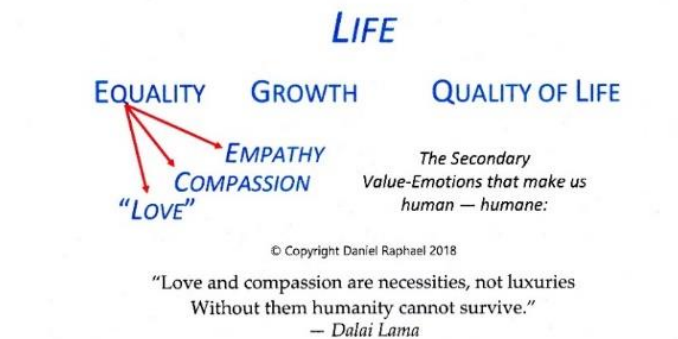 LIFE
EQUALITY GROWTH QUALITY OF LIFE
EMPATHY
COMPASSION
“LOVE”
The Secondary
Value-Emotions that make us
human — humane:
© Copyright Daniel Raphael 2018
“Love and compassion are necessities, not luxuries
Without them humanity cannot survive.”
— Dalai Lama